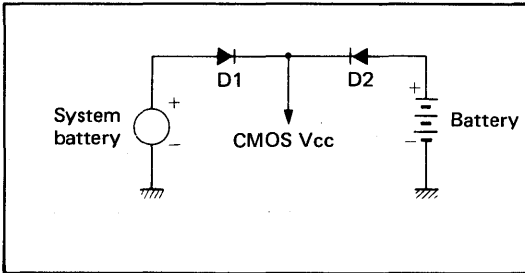 D1
D2
+
System
battery
−
CMOS Vcc
+
Battery
−